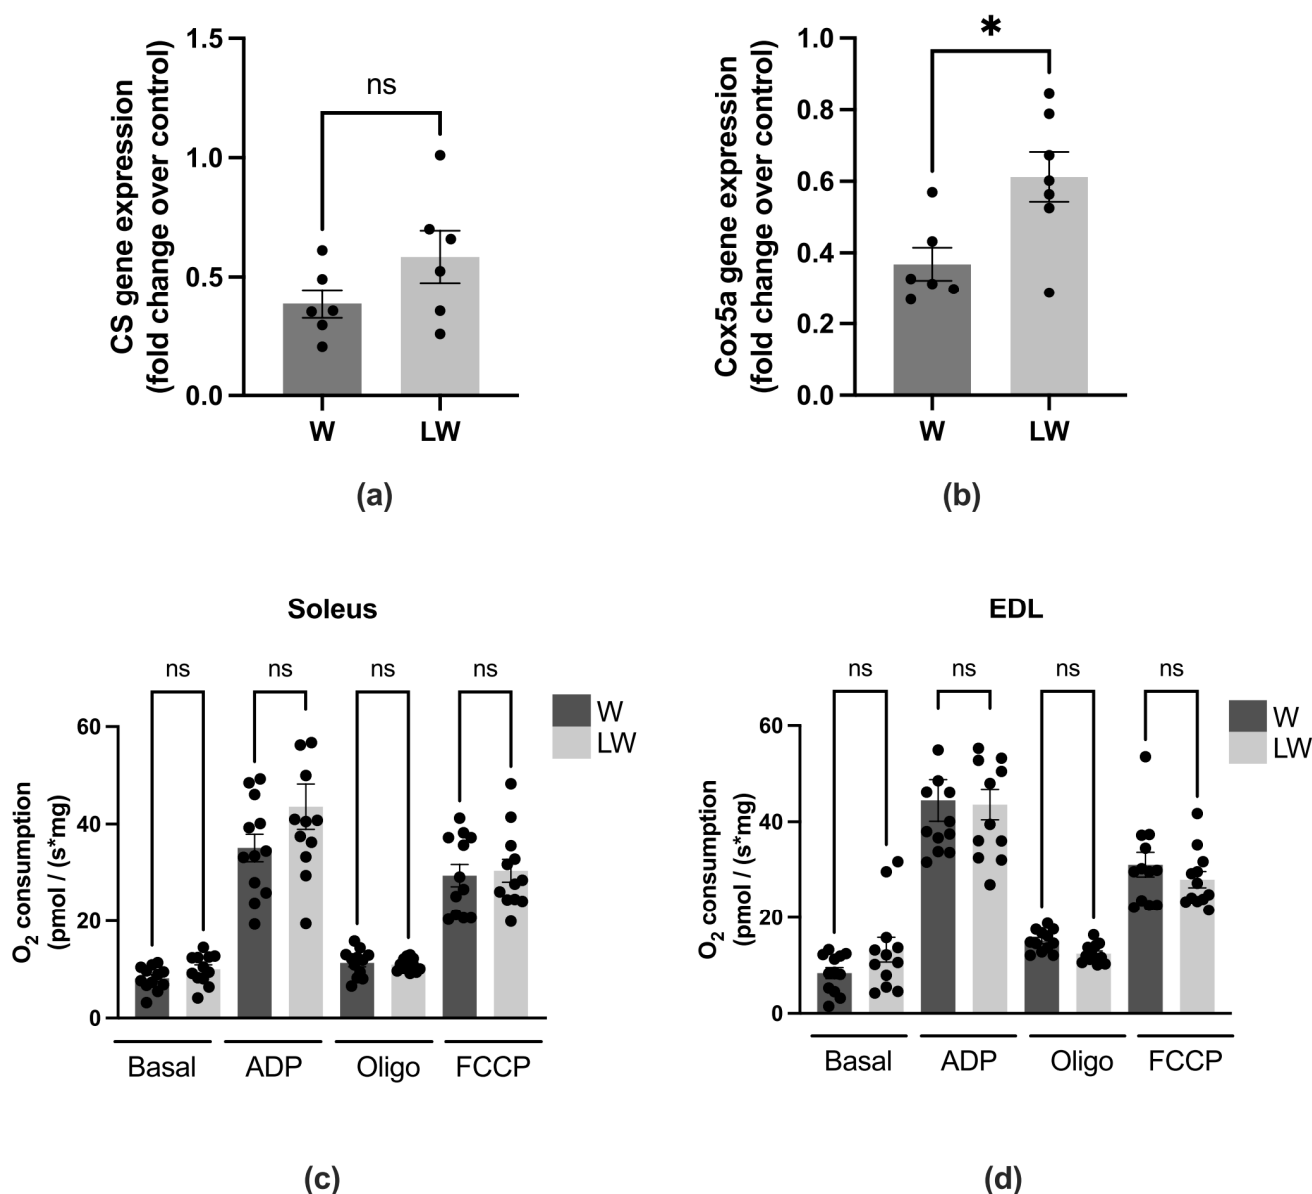 CS gene expression
(fold change over control)
1.5
1.0
0.5
0.0
ns
W
LW
(a)
Cox5a gene expression
(fold change over control)
1.0
0.8
0.6
0.4
0.2
0.0
*
W
LW
(b)
Soleus
O₂ consumption
(pmol / (s*mg)
60
40
20
0
ns
ns
ns
ns
W
LW
Basal
ADP
Oligo
FCCP
(c)
EDL
O₂ consumption
(pmol / (s*mg)
60
40
20
0
ns
ns
ns
ns
W
LW
Basal
ADP
Oligo
FCCP
(d)